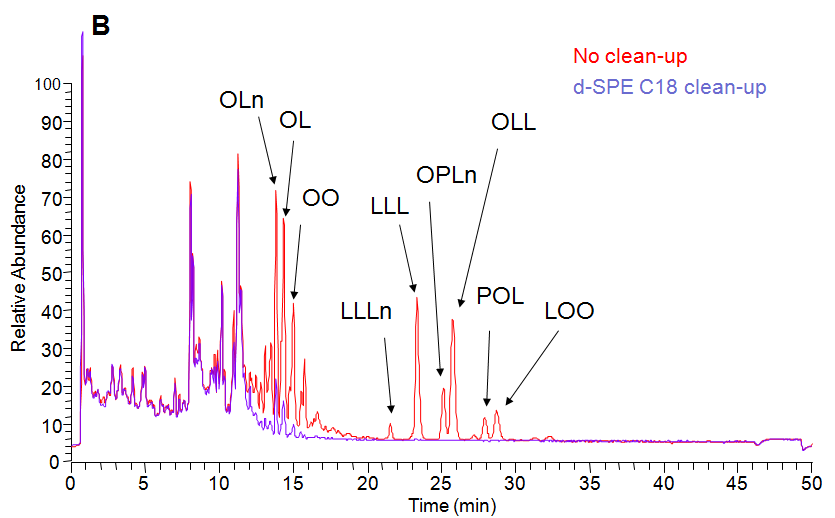 B
No clean-up
d-SPE C18 clean-up
OLn
OL
OO
LLLn
LLL
OPLn
OLL
POL
LOO
Relative Abundance
100
90
80
70
60
50
40
30
20
10
0
0 5 10 15 20 25 30 35 40 45 50
Time (min)